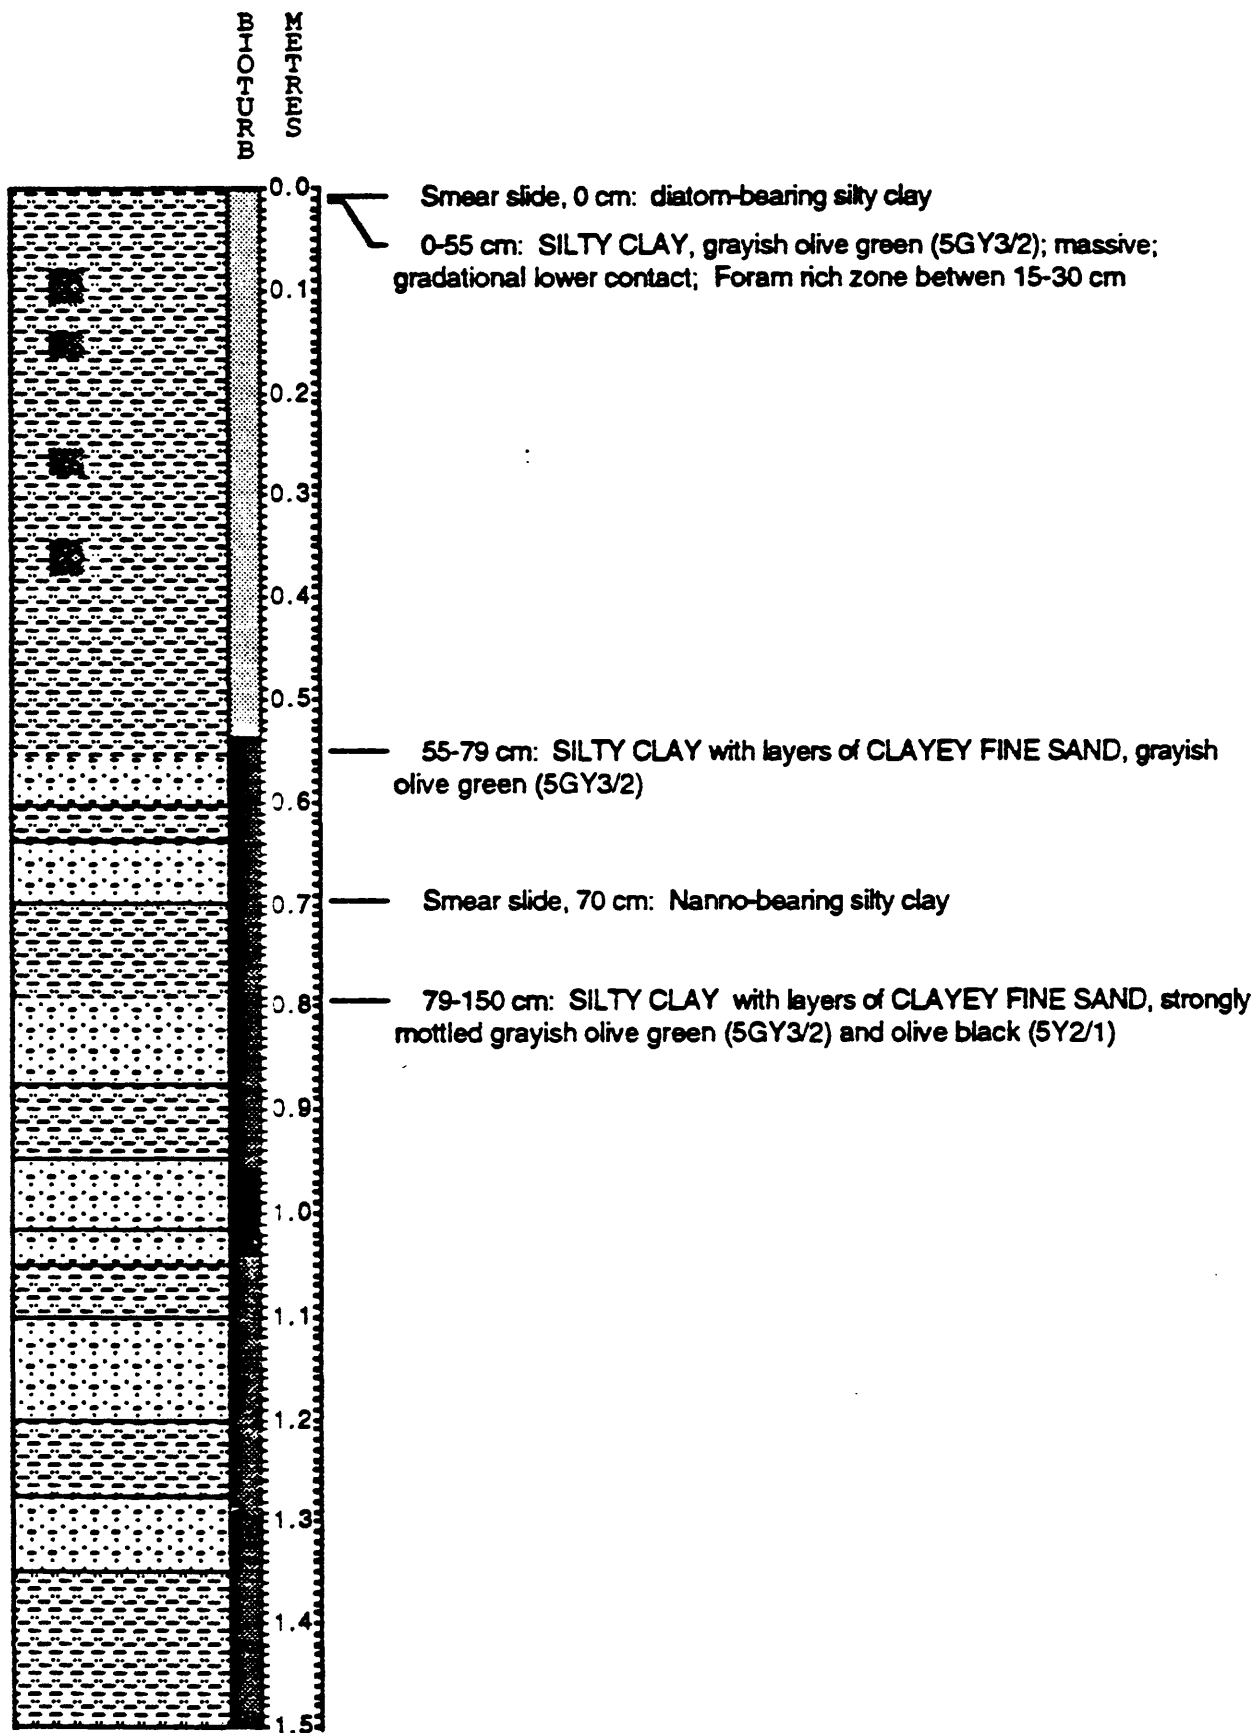 BIOTURB
METRES
0.0
Smear slide, 0 cm: diatom-bearing silty clay
0-55 cm: SILTY CLAY, grayish olive green (5GY3/2); massive;
gradational lower contact; Foram rich zone betwen 15-30 cm
0.1
0.2
0.3
0.4
0.5
55-79 cm: SILTY CLAY with layers of CLAYEY FINE SAND, grayish
olive green (5GY3/2)
0.6
0.7
Smear slide, 70 cm: Nanno-bearing silty clay
0.8
79-150 cm: SILTY CLAY with layers of CLAYEY FINE SAND, strongly
mottled grayish olive green (5GY3/2) and olive black (5Y2/1)
0.9
1.0
1.1
1.2
1.3
1.4
1.5